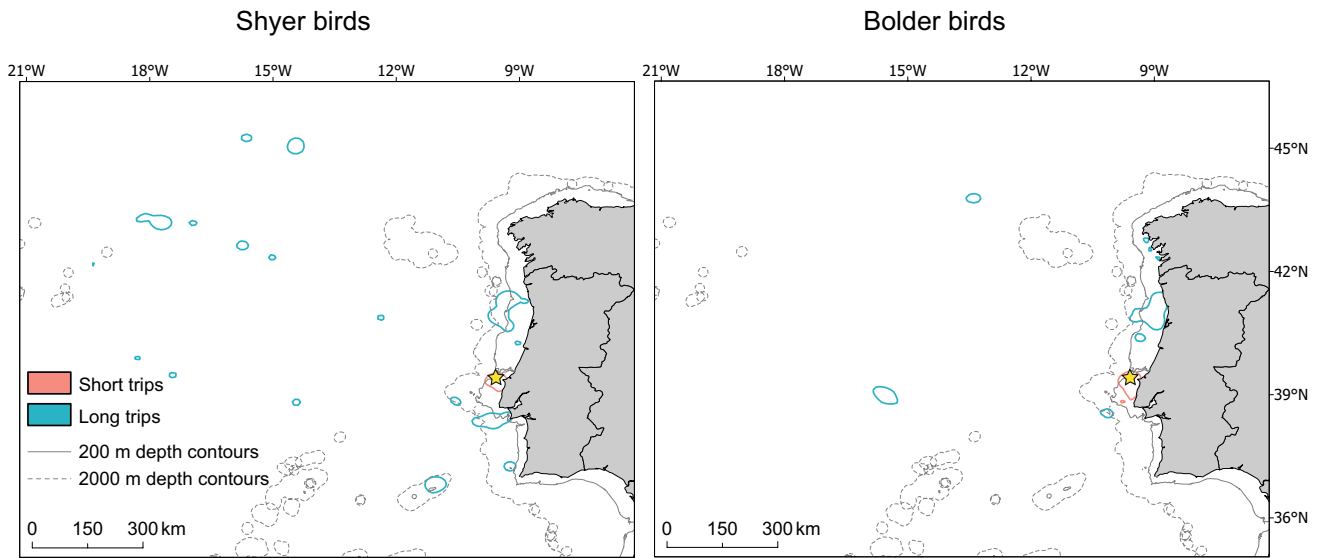 Shyer birds
Bolder birds
21°W 18°W 15°W 12°W 9°W
21°W 18°W 15°W 12°W 9°W
45°N
42°N
39°N
36°N
Short trips
Long trips
200 m depth contours
2000 m depth contours
0 150 300 km
0 150 300 km